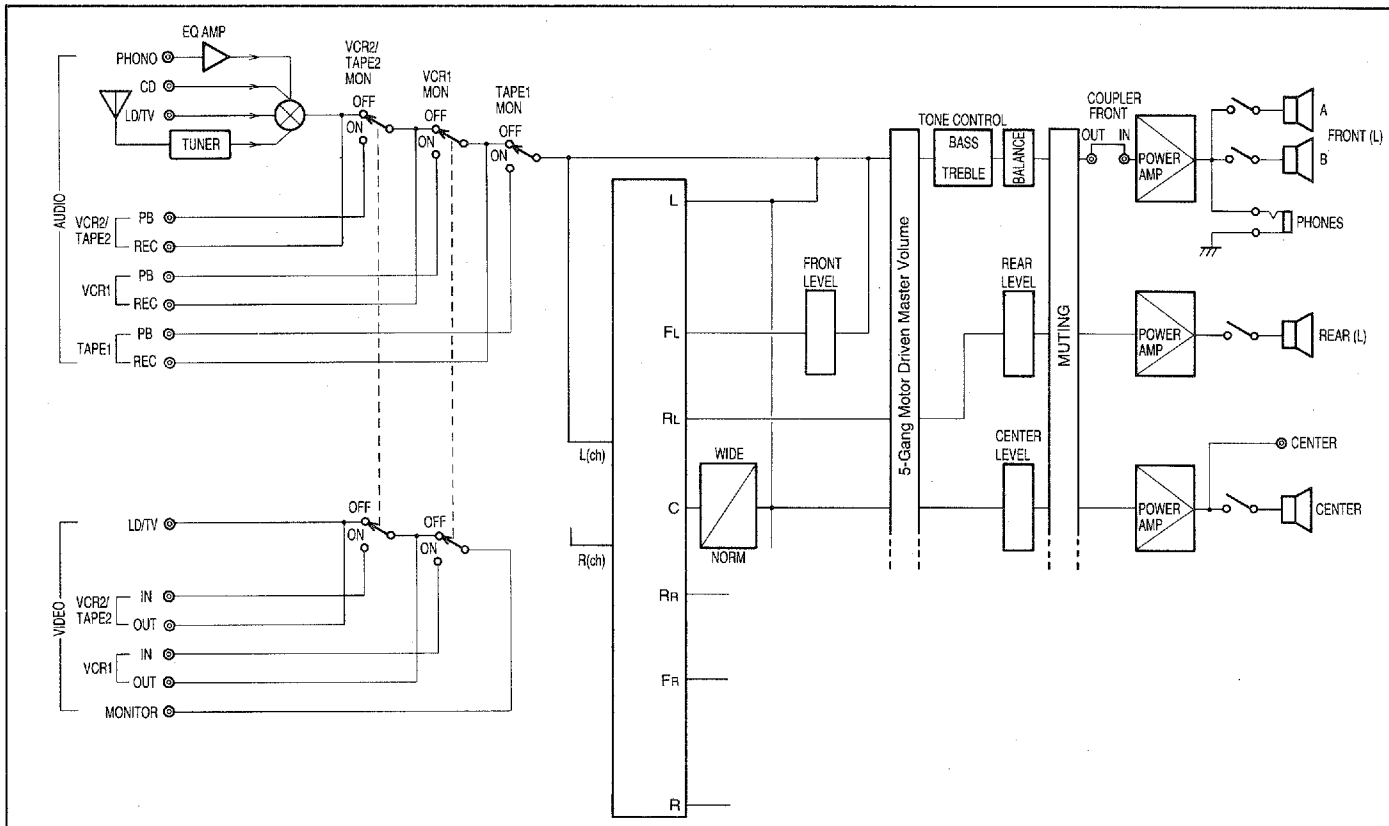 EQ AMP
PHONO
CD
LD/TV
TUNER
VCR2/
TAPE2
MON
OFF
ON
VCR1
MON
OFF
ON
TAPE1
MON
OFF
ON
AUDIO
VCR2/
TAPE2
PB
REC
VCR1
PB
REC
TAPE1
PB
REC
VIDEO
LD/TV
OFF
ON
OFF
ON
VCR2/
TAPE2
IN
OUT
VCR1
IN
OUT
MONITOR
L(ch)
R(ch)
L
FL
RL
C
RR
FR
R
WIDE
NORM
FRONT
LEVEL
5-Gang Motor Driven Master Volume
TONE CONTROL
BASS
TREBLE
BALANCE
REAR
LEVEL
CENTER
LEVEL
MUTING
COUPLER
FRONT
OUT IN
POWER
AMP
A
FRONT (L)
B
PHONES
POWER
AMP
REAR (L)
POWER
AMP
CENTER
CENTER